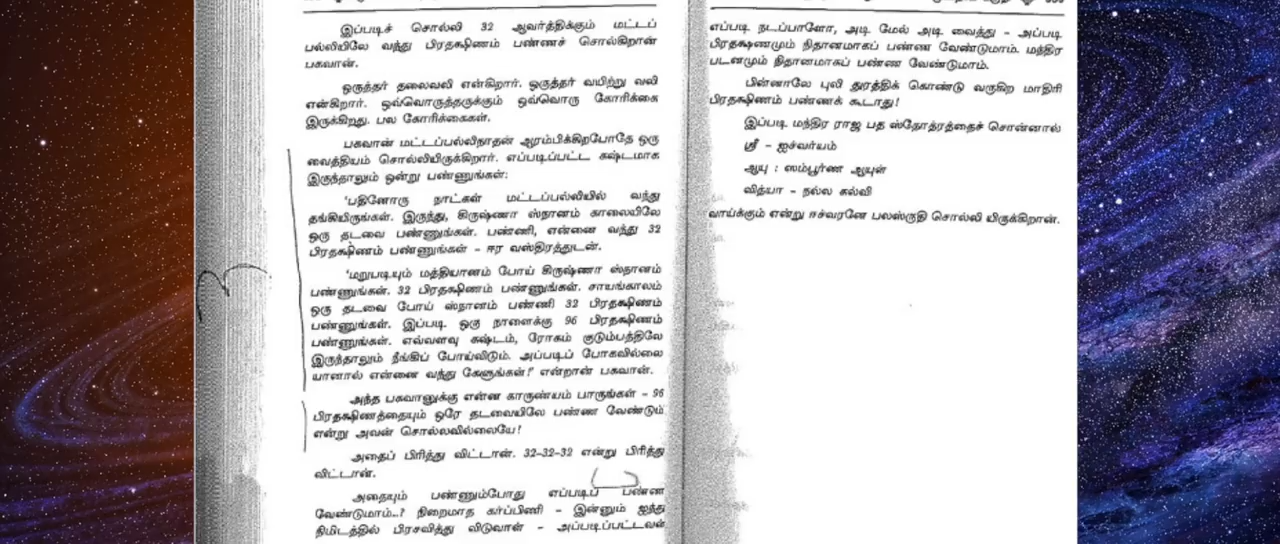 இப்படிச் சொல்லி 32 ஆவர்த்திக்கும் மட்டப்
பல்லியிலே வந்து பிரதக்ஷிணம் பண்ணச் சொல்கிறான்
பகவான்.
ஒருத்தர் தலைவலி என்கிறார். ஒருத்தர் வயிற்று வலி
என்கிறார். ஒவ்வொருத்தருக்கும் ஒவ்வொரு கோரிக்கை
இருக்கிறது. பல கோரிக்கைகள்.
பகவான் மட்டப்பல்லிநாதன் ஆரம்பிக்கிறபோதே ஒரு
வைத்தியம் சொல்லியிருக்கிறார். எப்படிப்பட்ட கஷ்டமாக
இருந்தாலும் ஒன்று பண்ணுங்கள்:
‘பதினோரு நாட்கள் மட்டப்பல்லியில் வந்து
தங்கியிருங்கள். இருந்து, கிருஷ்ணா ஸ்நானம் காலையிலே
ஒரு தடவை பண்ணுங்கள். பண்ணி, என்னை வந்து 32
பிரதக்ஷிணம் பண்ணுங்கள் – ஈர வஸ்திரத்துடன்.
‘மறுபடியும் மத்தியானம் போய் கிருஷ்ணா ஸ்நானம்
பண்ணுங்கள். 32 பிரதக்ஷிணம் பண்ணுங்கள். சாயங்காலம்
ஒரு தடவை போய் ஸ்நானம் பண்ணி 32 பிரதக்ஷிணம்
பண்ணுங்கள். இப்படி ஒரு நாளைக்கு 96 பிரதக்ஷிணம்
பண்ணுங்கள். எவ்வளவு கஷ்டம், ரோகம் குடும்பத்திலே
இருந்தாலும் நீங்கிப் போய்விடும். அப்படிப் போகவில்லை
யானால் என்னை வந்து கேளுங்கள்!’ என்றான் பகவான்.
அந்த பகவானுக்கு என்ன காருண்யம் பாருங்கள் – 96
பிரதக்ஷிணத்தையும் ஒரே தடவையிலே பண்ண வேண்டும்
என்று அவன் சொல்லவில்லையே!
அதைப் பிரித்து விட்டான். 32–32–32 என்று பிரித்து
விட்டான்.
அதையும் பண்ணும்போது எப்படிப் பண்ண
வேண்டுமாம்...? நிறைமாத கர்ப்பிணி – இன்னும் ஐந்து
நிமிடத்தில் பிரசவித்து விடுவாள் – அப்படிப்பட்டவள்
எப்படி நடப்பாளோ, அடி மேல் அடி வைத்து – அப்படி
பிரதக்ஷணமும் நிதானமாகப் பண்ண வேண்டுமாம். மந்திர
படனமும் நிதானமாகப் பண்ண வேண்டுமாம்.
பின்னாலே புலி துரத்திக் கொண்டு வருகிற மாதிரி
பிரதக்ஷிணம் பண்ணக் கூடாது!
இப்படி மந்திர ராஜ பத ஸ்தோத்ரத்தைச் சொன்னால்
ஸ்ரீ – ஐச்வர்யம்
ஆயு : ஸம்பூர்ண ஆயுள்
வித்யா – நல்ல கல்வி
வாய்க்கும் என்று ஈச்வரனே பலஸ்ருதி சொல்லி யிருக்கிறான்.